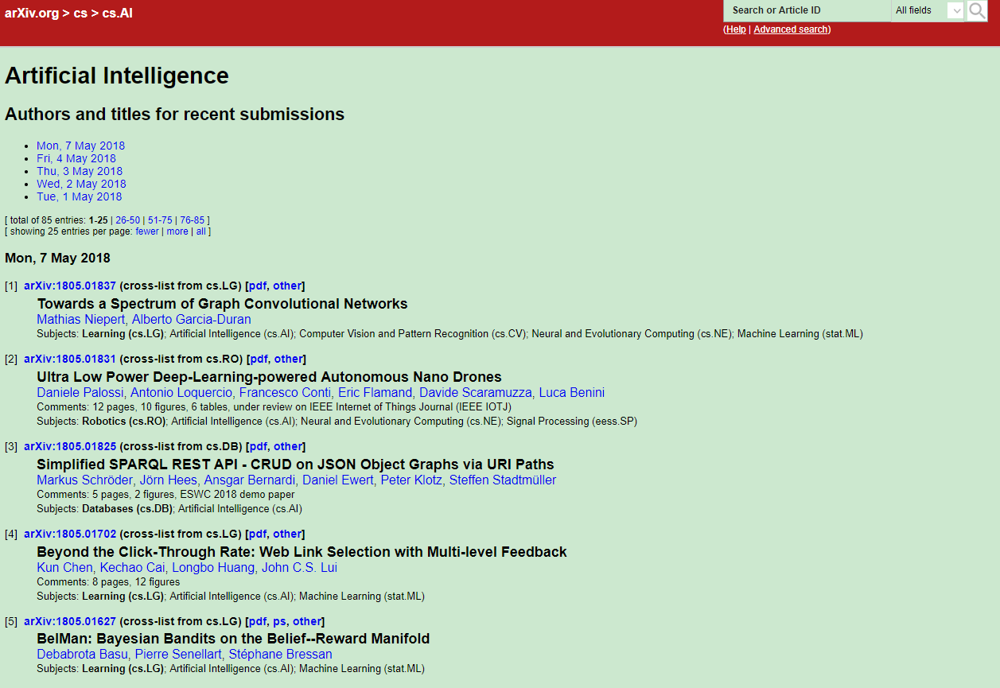 arXiv.org > cs > cs.AI
Search or Article ID
All fields
(Help | Advanced search)
Artificial Intelligence
Authors and titles for recent submissions
• Mon, 7 May 2018
• Fri, 4 May 2018
• Thu, 3 May 2018
• Wed, 2 May 2018
• Tue, 1 May 2018
[ total of 85 entries: 1-25 | 26-50 | 51-75 | 76-85 ]
[ showing 25 entries per page: fewer | more | all ]
Mon, 7 May 2018
[1] arXiv:1805.01837 (cross-list from cs.LG) [pdf, other]
Towards a Spectrum of Graph Convolutional Networks
Mathias Niepert, Alberto Garcia-Duran
Subjects: Learning (cs.LG); Artificial Intelligence (cs.AI); Computer Vision and Pattern Recognition (cs.CV); Neural and Evolutionary Computing (cs.NE); Machine Learning (stat.ML)
[2] arXiv:1805.01831 (cross-list from cs.RO) [pdf, other]
Ultra Low Power Deep-Learning-powered Autonomous Nano Drones
Daniele Palossi, Antonio Loquercio, Francesco Conti, Eric Flamand, Davide Scaramuzza, Luca Benini
Comments: 12 pages, 10 figures, 6 tables, under review on IEEE Internet of Things Journal (IEEE IOTJ)
Subjects: Robotics (cs.RO); Artificial Intelligence (cs.AI); Neural and Evolutionary Computing (cs.NE); Signal Processing (eess.SP)
[3] arXiv:1805.01825 (cross-list from cs.DB) [pdf, other]
Simplified SPARQL REST API - CRUD on JSON Object Graphs via URI Paths
Markus Schröder, Jörn Hees, Ansgar Bernardi, Daniel Ewert, Peter Klotz, Steffen Stadtmüller
Comments: 5 pages, 2 figures, ESWC 2018 demo paper
Subjects: Databases (cs.DB); Artificial Intelligence (cs.AI)
[4] arXiv:1805.01702 (cross-list from cs.LG) [pdf, other]
Beyond the Click-Through Rate: Web Link Selection with Multi-level Feedback
Kun Chen, Kechao Cai, Longbo Huang, John C.S. Lui
Comments: 8 pages, 12 figures
Subjects: Learning (cs.LG); Artificial Intelligence (cs.AI); Machine Learning (stat.ML)
[5] arXiv:1805.01627 (cross-list from cs.LG) [pdf, ps, other]
BelMan: Bayesian Bandits on the Belief--Reward Manifold
Debabrota Basu, Pierre Senellart, Stéphane Bressan
Subjects: Learning (cs.LG); Artificial Intelligence (cs.AI); Machine Learning (stat.ML)